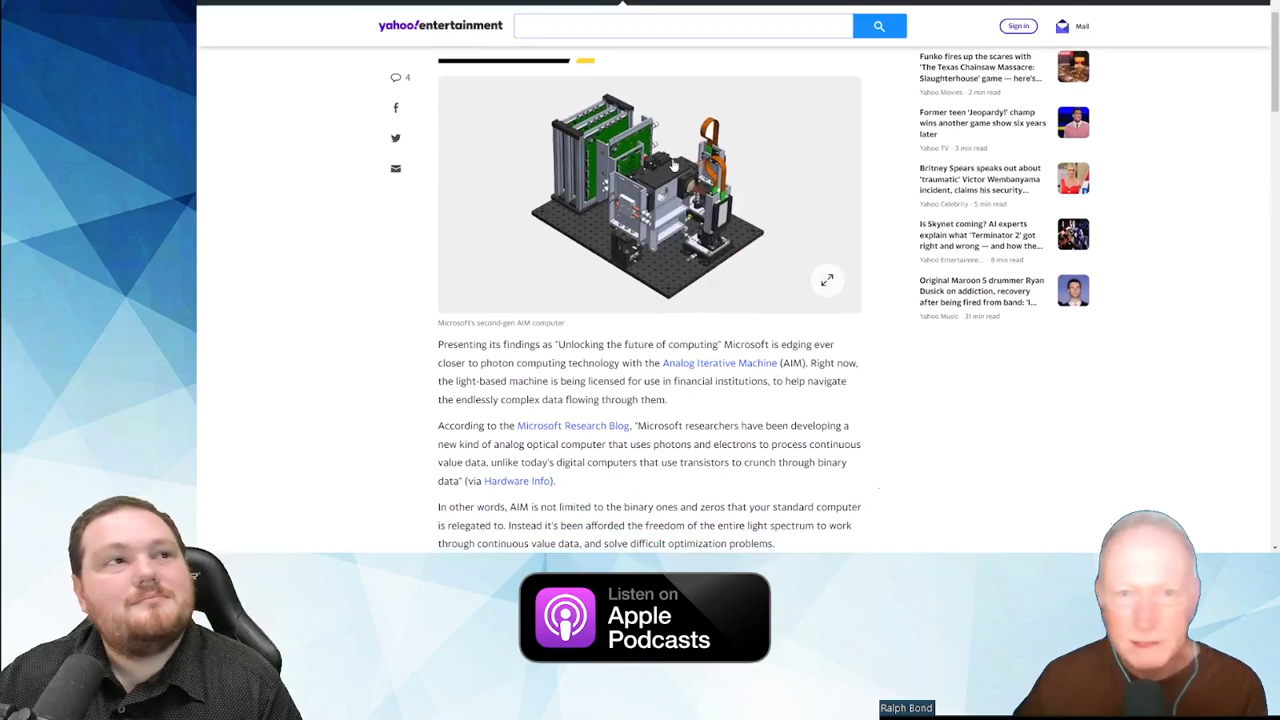 yahoo!entertainment
Sign in
Mail
4
Funko fires up the scares with
'The Texas Chainsaw Massacre:
Slaughterhouse' game — here's...
Yahoo Movies · 2 min read
Former teen 'Jeopardy!' champ
wins another game show six years
later
Yahoo TV · 3 min read
Britney Spears speaks out about
'traumatic' Victor Wembanyama
incident, claims his security...
Yahoo Celebrity · 5 min read
Is Skynet coming? AI experts
explain what 'Terminator 2' got
right and wrong — and how the...
Yahoo Entertainme... · 8 min read
Original Maroon 5 drummer Ryan
Dusick on addiction, recovery
after being fired from band: 'I...
Yahoo Music · 31 min read
Microsoft's second-gen AIM computer
Presenting its findings as "Unlocking the future of computing" Microsoft is edging ever
closer to photon computing technology with the Analog Iterative Machine (AIM). Right now,
the light-based machine is being licensed for use in financial institutions, to help navigate
the endlessly complex data flowing through them.
According to the Microsoft Research Blog, "Microsoft researchers have been developing a
new kind of analog optical computer that uses photons and electrons to process continuous
value data, unlike today's digital computers that use transistors to crunch through binary
data" (via Hardware Info).
In other words, AIM is not limited to the binary ones and zeros that your standard computer
is relegated to. Instead it's been afforded the freedom of the entire light spectrum to work
through continuous value data, and solve difficult optimization problems.
Listen on
Apple
Podcasts
Ralph Bond